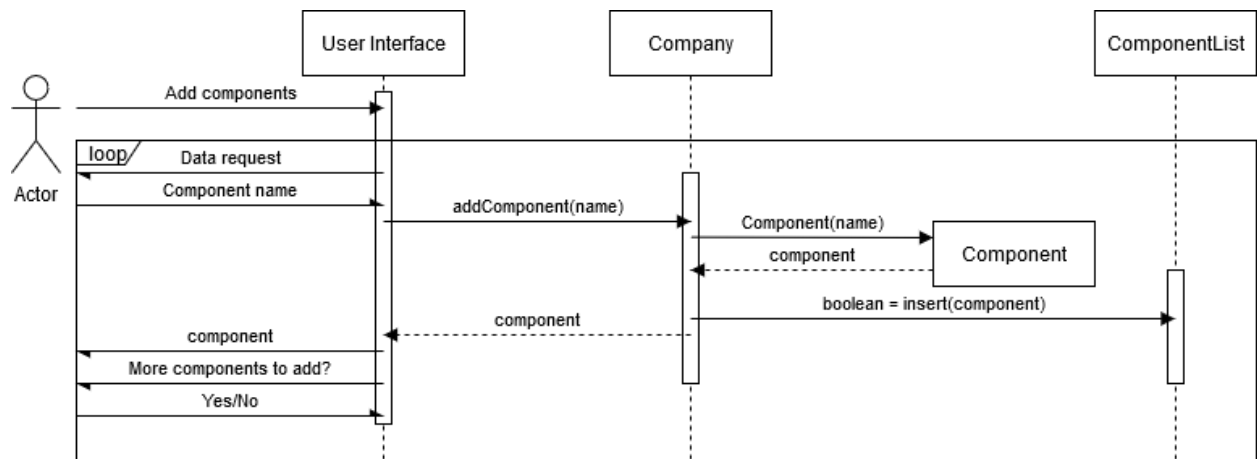 User Interface
Company
ComponentList
Add components
Actor
loop
Data request
Component name
addComponent(name)
Component(name)
component
Component
boolean = insert(component)
component
component
More components to add?
Yes/No